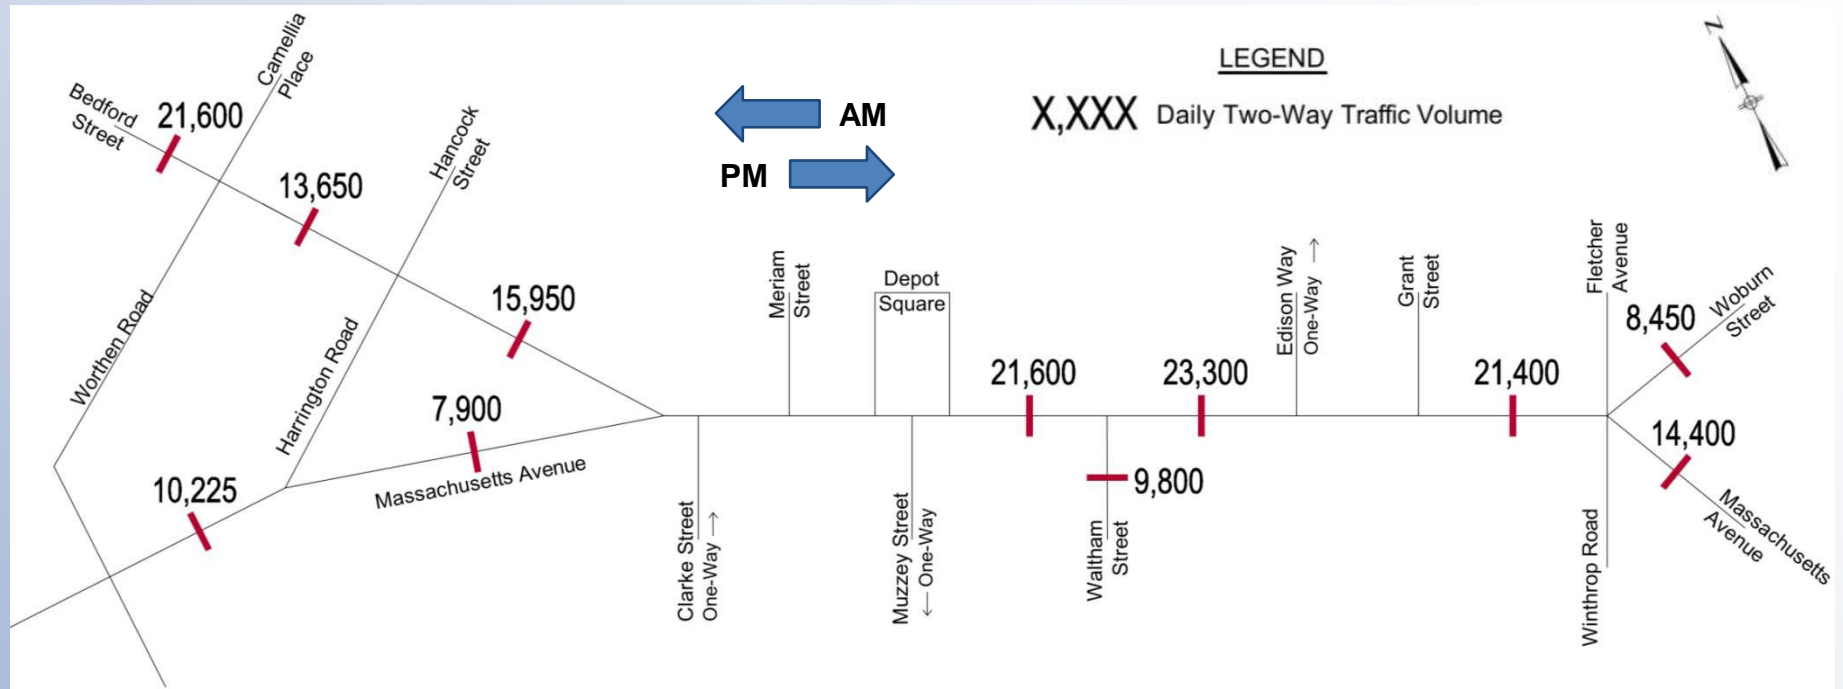 LEGEND
X,XXX Daily Two-Way Traffic Volume
N
AM
PM
Bedford
Street
21,600
Camellia
Place
13,650
Hancock
Street
15,950
Worthen Road
Harrington Road
7,900
Massachusetts Avenue
10,225
Clarke Street
One-Way →
Meriam
Street
Depot
Square
Muzzey Street
← One-Way
21,600
Waltham
Street
9,800
23,300
Edison Way
One-Way →
Grant
Street
21,400
Fletcher
Avenue
Winthrop Road
8,450
Woburn
Street
14,400
Massachusetts
Avenue